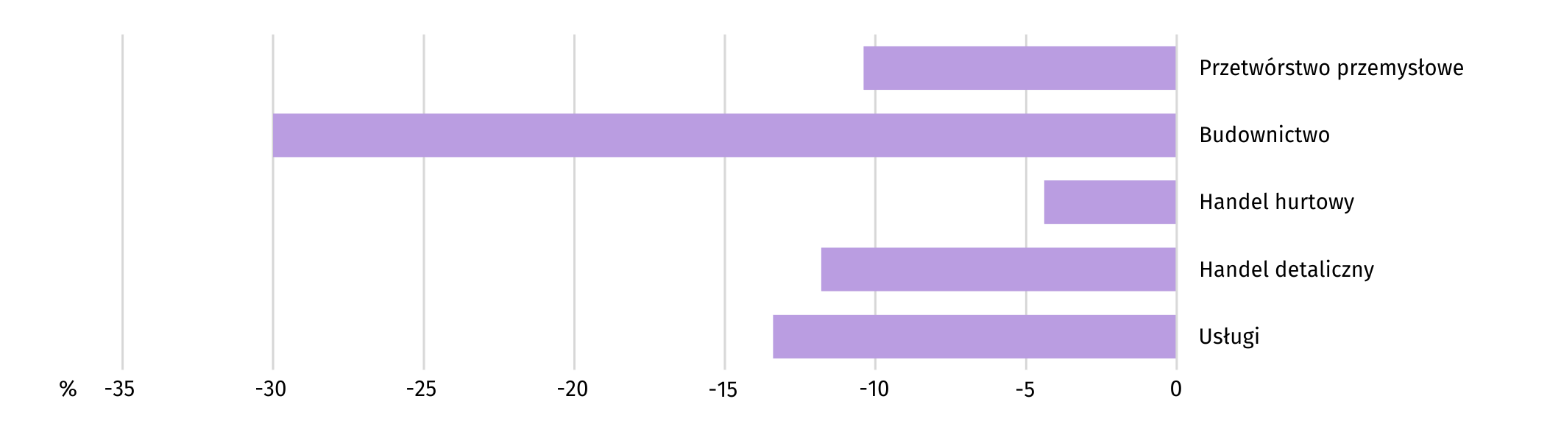 Przetwórstwo przemysłowe
Budownictwo
Handel hurtowy
Handel detaliczny
Usługi
% -35 -30 -25 -20 -15 -10 -5 0